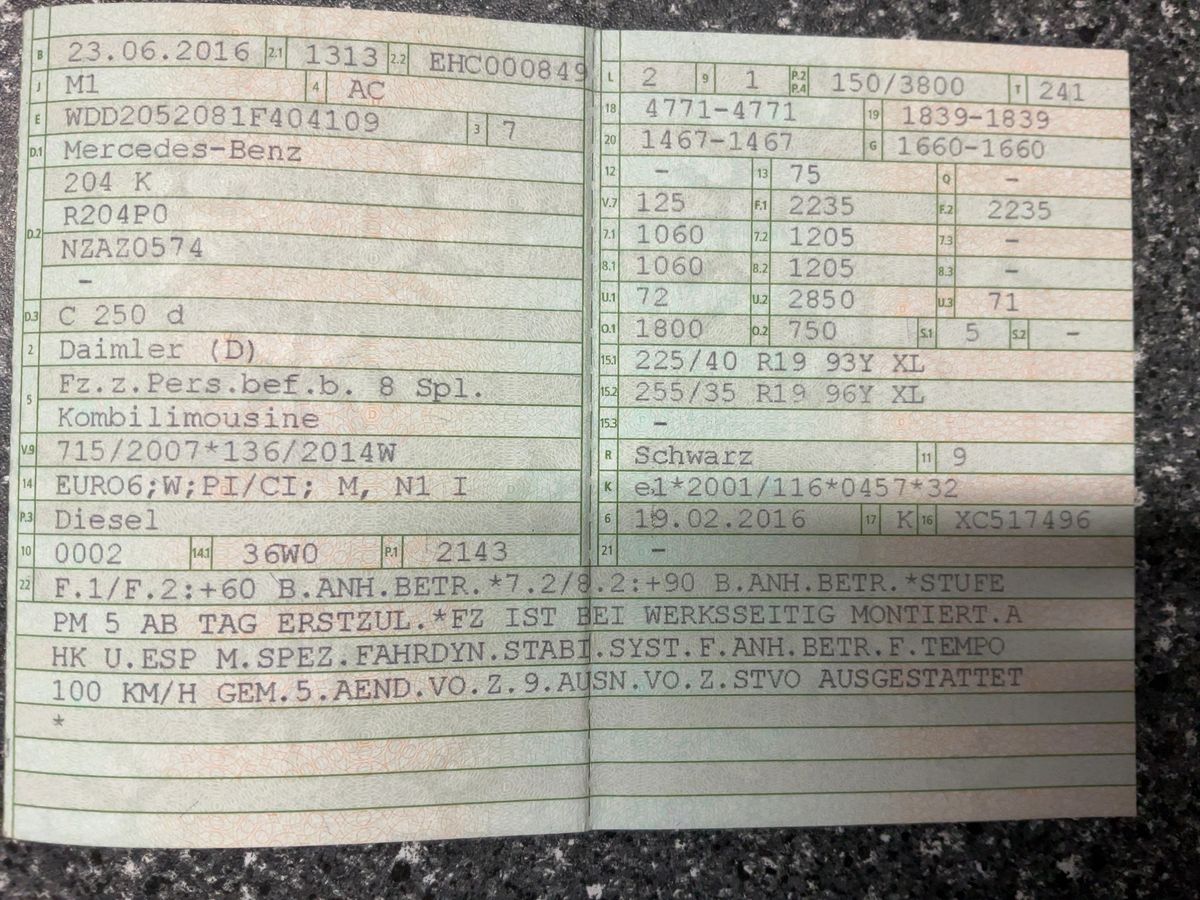 B 23.06.2016 2.1 1313 2.2 EHC000849
J M1 4 AC
E WDD2052081F404109 3 7
D.1 Mercedes-Benz
D.2 204 K
R204P0
NZAZ0574
-
D.3 C 250 d
2 Daimler (D)
5 Fz.z.Pers.bef.b. 8 Spl.
Kombilimousine
V.9 715/2007*136/2014W
14 EURO6;W;PI/CI; M, N1 I
P.3 Diesel
10 0002 14.1 36W0 P.1 2143
L 2 9 1 P.2 P.4 150/3800 T 241
18 4771-4771 19 1839-1839
20 1467-1467 G 1660-1660
12 - 13 75 Q -
V.7 125 F.1 2235 F.2 2235
7.1 1060 7.2 1205 7.3 -
8.1 1060 8.2 1205 8.3 -
U.1 72 U.2 2850 U.3 71
O.1 1800 O.2 750 S.1 5 S.2 -
15.1 225/40 R19 93Y XL
15.2 255/35 R19 96Y XL
15.3 -
R Schwarz 11 9
K e1*2001/116*0457*32
6 19.02.2016 17 K 16 XC517496
21 -
22 F.1/F.2:+60 B.ANH.BETR.*7.2/8.2:+90 B.ANH.BETR.*STUFE
PM 5 AB TAG ERSTZUL.*FZ IST BEI WERKSSEITIG MONTIERT.A
HK U.ESP M.SPEZ.FAHRDYN.STABI.SYST.F.ANH.BETR.F.TEMPO
100 KM/H GEM.5.AEND.VO.Z.9.AUSN.VO.Z.STVO AUSGESTATTET
*